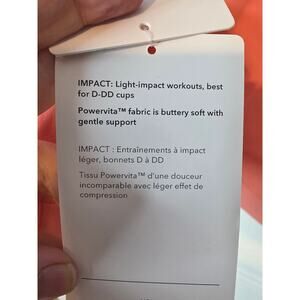 IMPACT: Light-impact workouts, best
for D-DD cups
Powervita™ fabric is buttery soft with
gentle support
IMPACT : Entraînements à impact
léger, bonnets D à DD
Tissu Powervita™ d'une douceur
incomparable avec léger effet de
compression